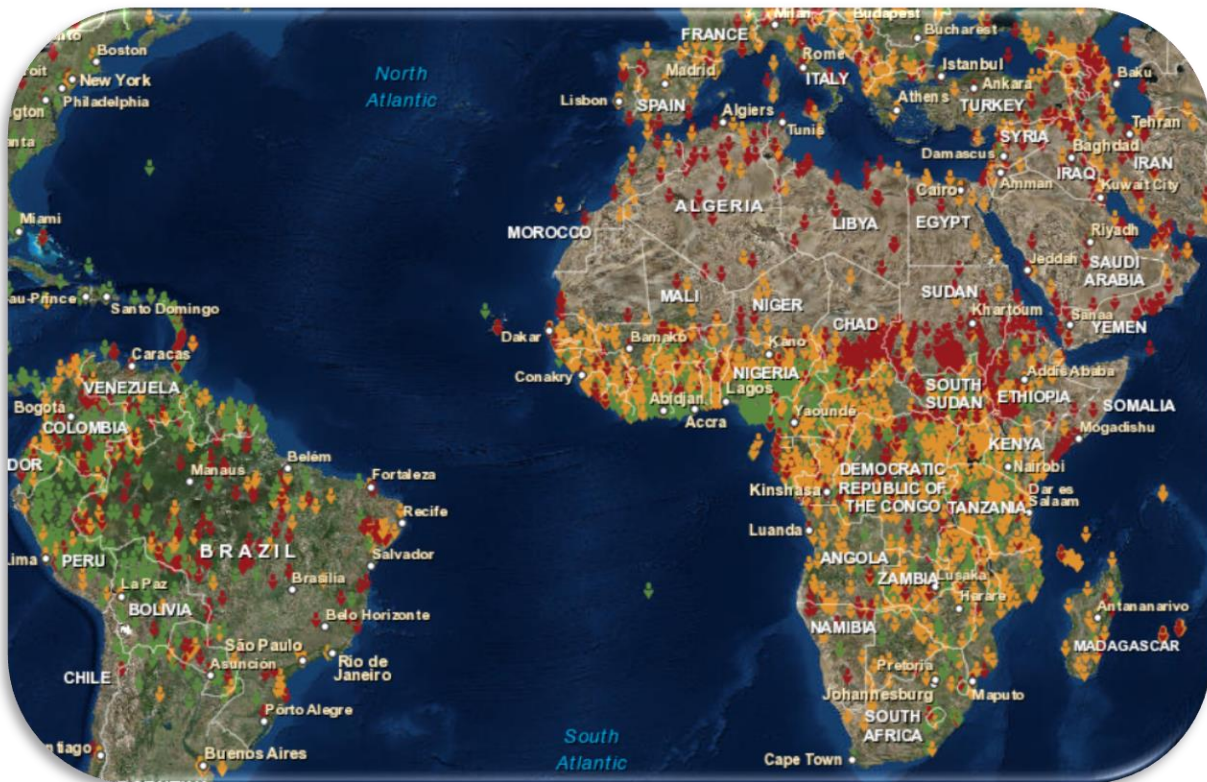 Boston
New York
Philadelphia
Miami
Santo Domingo
Caracas
VENEZUELA
Bogotá
COLOMBIA
Manaus
Belém
Fortaleza
Recife
Salvador
BRAZIL
PERU
La Paz
Brasília
BOLIVIA
Belo Horizonte
São Paulo
Rio de
Janeiro
Asunción
CHILE
Porto Alegre
Buenos Aires
North
Atlantic
South
Atlantic
FRANCE
Milan
Budapest
Bucharest
Rome
ITALY
Istanbul
Madrid
Lisbon
SPAIN
Ankara
Baku
Athens
TURKEY
Algiers
Tunis
SYRIA
Tehran
Damascus
Baghdad
IRAQ
IRAN
Amman
Cairo
Kuwait City
ALGERIA
LIBYA
EGYPT
MOROCCO
Riyadh
Jeddah
SAUDI
ARABIA
MALI
NIGER
SUDAN
CHAD
Khartoum
Sanaa
YEMEN
Dakar
Bamako
Kano
Conakry
NIGERIA
Lagos
Abidjan
Accra
Addis Ababa
SOUTH
SUDAN
ETHIOPIA
SOMALIA
Yaoundé
Mogadishu
KENYA
Nairobi
DEMOCRATIC
REPUBLIC OF
THE CONGO
Kinshasa
Dar es
Salaam
TANZANIA
Luanda
ANGOLA
ZAMBIA
Lusaka
Harare
NAMIBIA
Antananarivo
MADAGASCAR
Pretoria
Johannesburg
Maputo
SOUTH
AFRICA
Cape Town